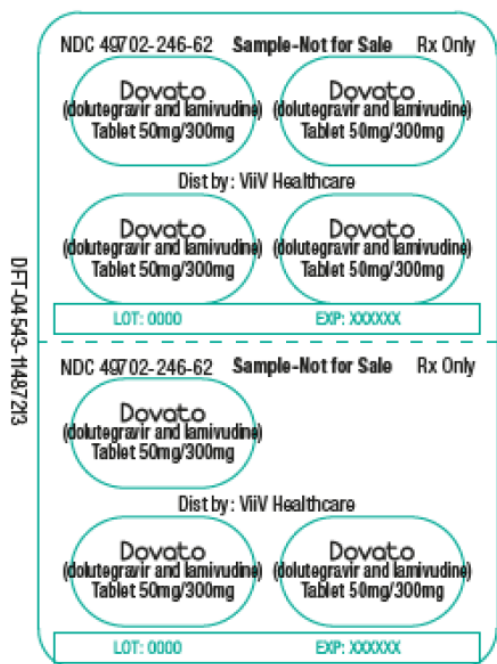 NDC 49702-246-62 Sample-Not for Sale Rx Only
Dovato Dovato
(dolutegravir and lamivudine) (dolutegravir and lamivudine)
Tablet 50mg/300mg Tablet 50mg/300mg
Dist by: ViiV Healthcare
Dovato Dovato
(dolutegravir and lamivudine) (dolutegravir and lamivudine)
Tablet 50mg/300mg Tablet 50mg/300mg
LOT: 0000 EXP: XXXXXX
NDC 49702-246-62 Sample-Not for Sale Rx Only
Dovato
(dolutegravir and lamivudine)
Tablet 50mg/300mg
Dist by: ViiV Healthcare
Dovato Dovato
(dolutegravir and lamivudine) (dolutegravir and lamivudine)
Tablet 50mg/300mg Tablet 50mg/300mg
LOT: 0000 EXP: XXXXXX
DFT-04543-11487213